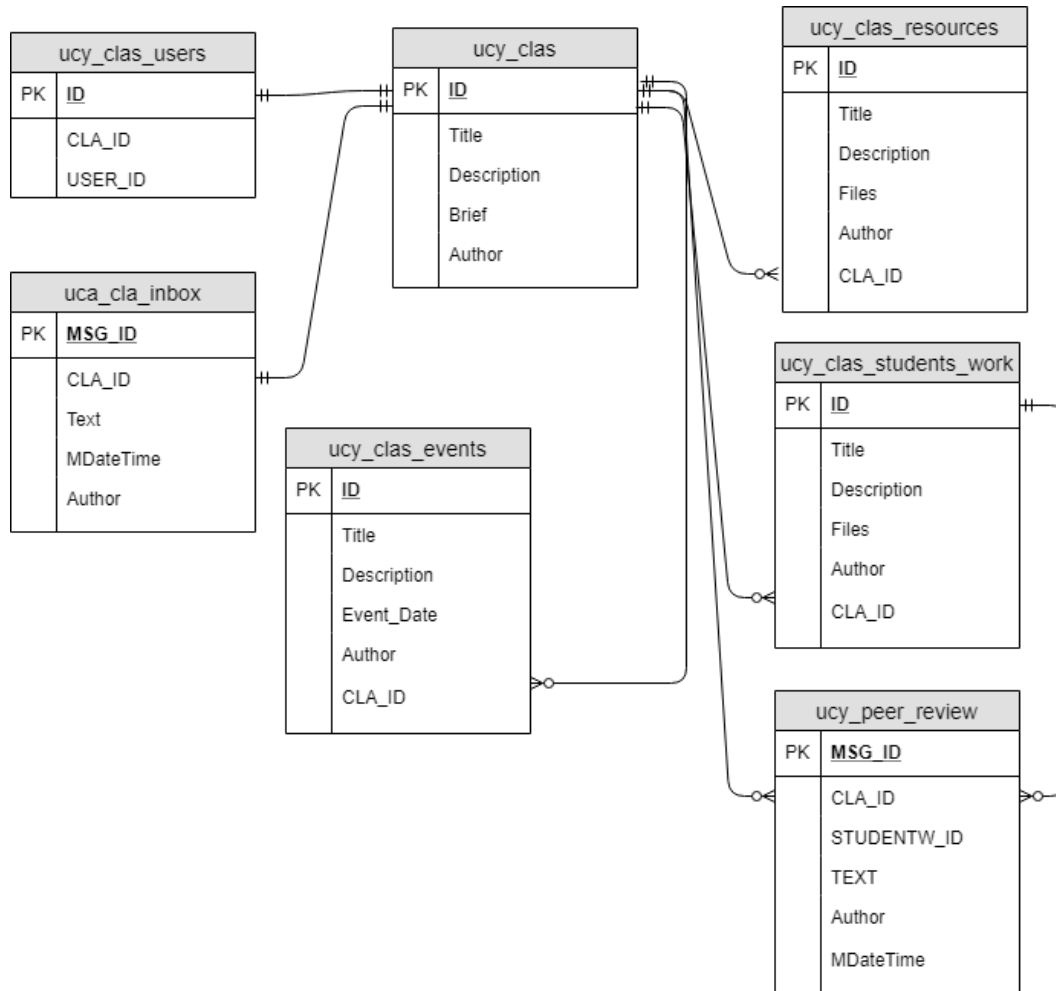 ucy_clas_users
PK ID
CLA_ID
USER_ID
uca_cla_inbox
PK MSG_ID
CLA_ID
Text
MDateTime
Author
ucy_clas
PK ID
Title
Description
Brief
Author
ucy_clas_events
PK ID
Title
Description
Event_Date
Author
CLA_ID
ucy_clas_resources
PK ID
Title
Description
Files
Author
CLA_ID
ucy_clas_students_work
PK ID
Title
Description
Files
Author
CLA_ID
ucy_peer_review
PK MSG_ID
CLA_ID
STUDENTW_ID
TEXT
Author
MDateTime